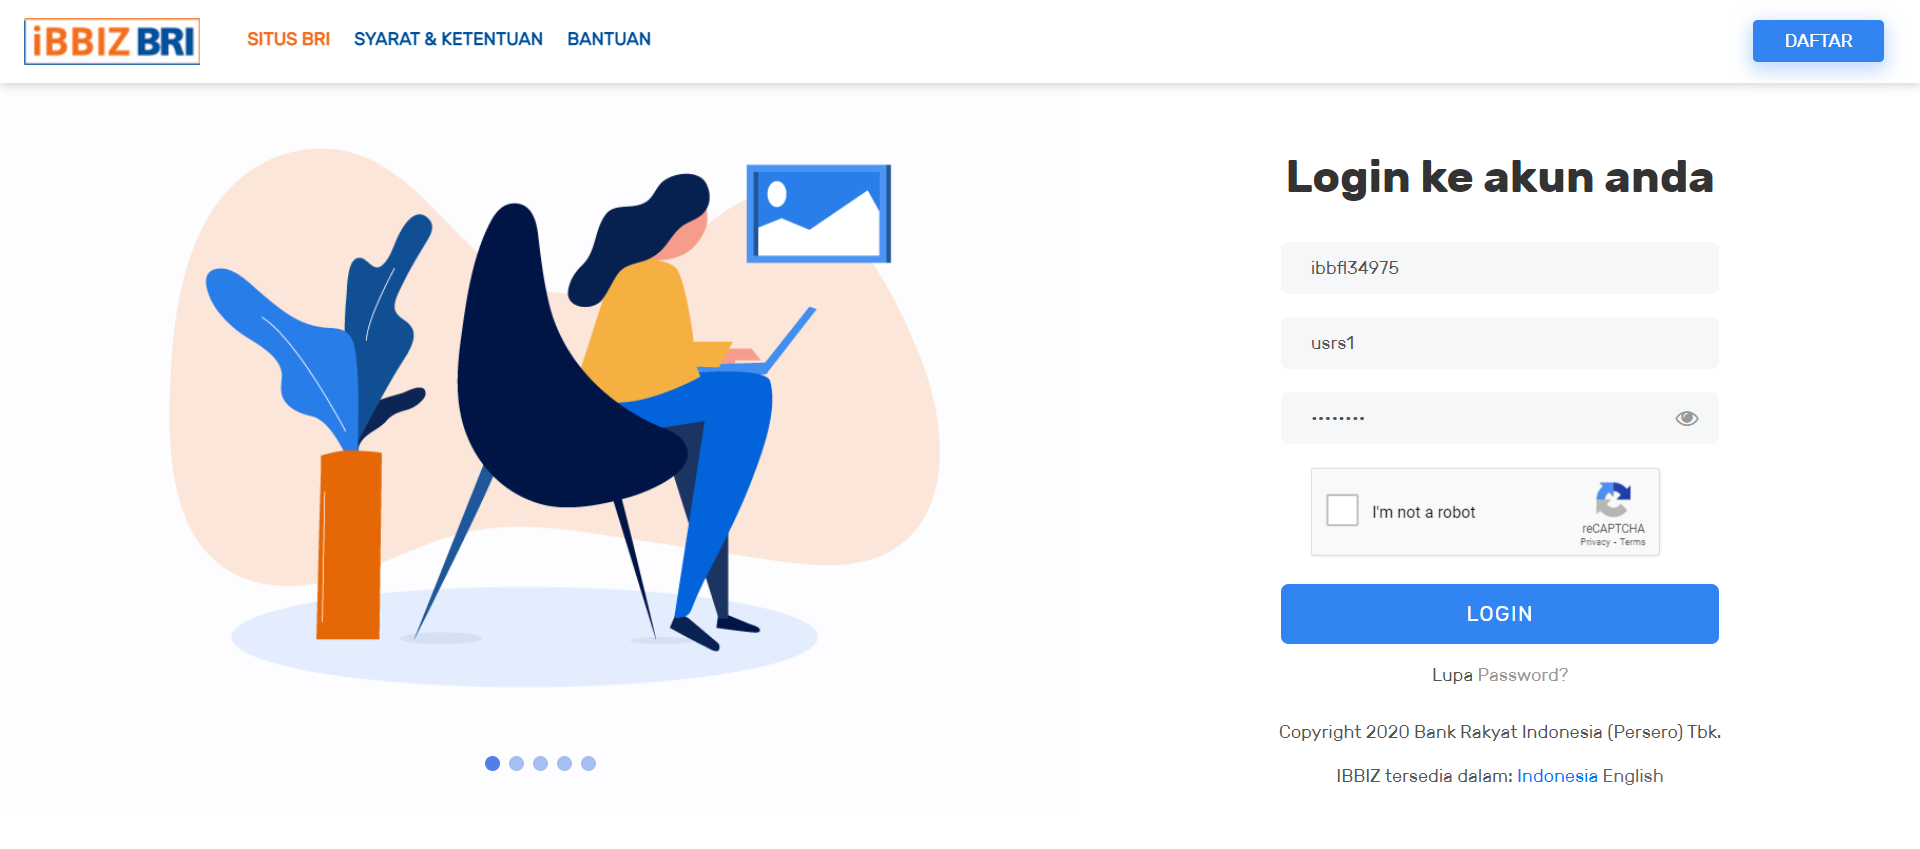 iBBIZ BRI
SITUS BRI SYARAT & KETENTUAN BANTUAN
DAFTAR
Login ke akun anda
ibbfl34975
usrs1
••••••••
I'm not a robot
reCAPTCHA
Privacy - Terms
LOGIN
Lupa Password?
Copyright 2020 Bank Rakyat Indonesia (Persero) Tbk.
IBBIZ tersedia dalam: Indonesia English